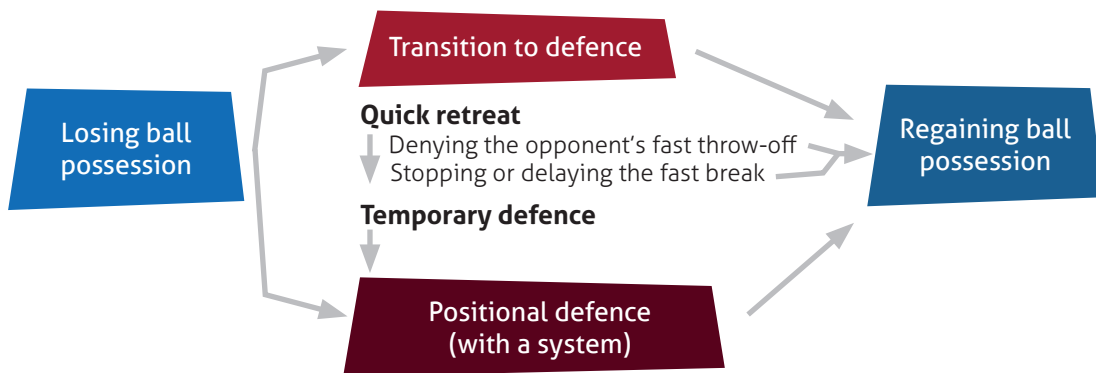 Losing ball
possession
Transition to defence
Quick retreat
Denying the opponent’s fast throw-off
Stopping or delaying the fast break
Temporary defence
Positional defence
(with a system)
Regaining ball
possession